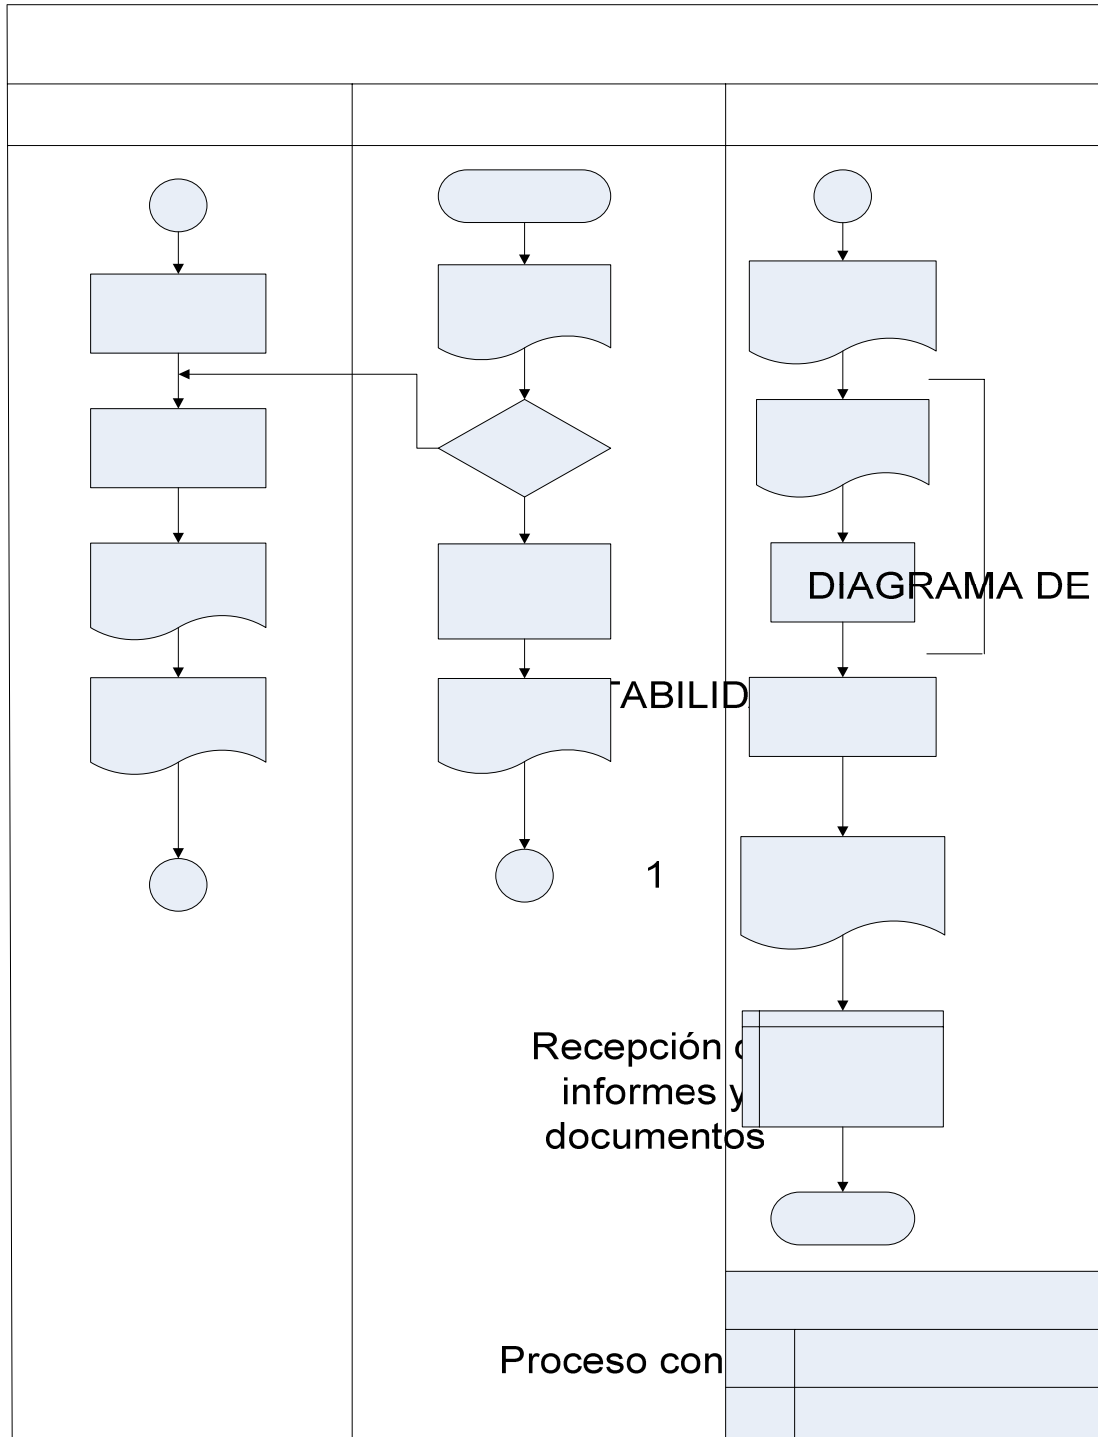 DIAGRAMA DE
TABILID
1
Recepción
informes y
documentos
Proceso con